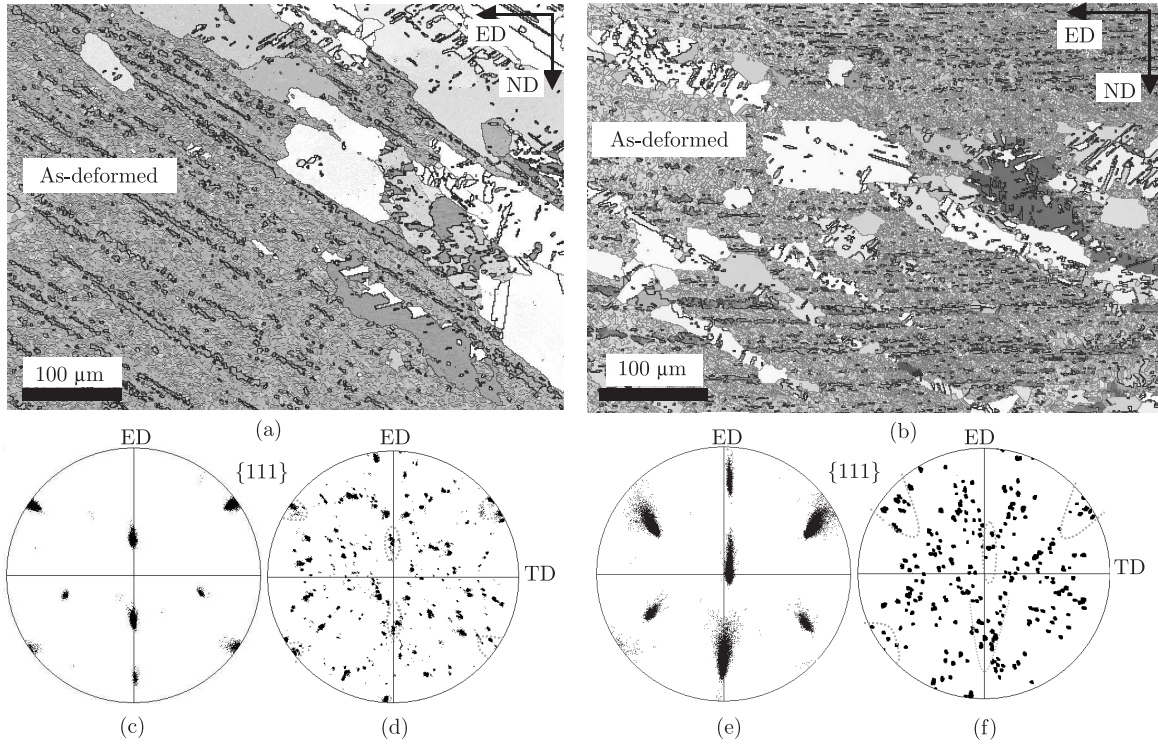 ED
ND
As-deformed
100 µm
ED
ND
As-deformed
100 µm
(a)
(b)
ED
{111}
ED
TD
ED
{111}
ED
TD
(c)
(d)
(e)
(f)